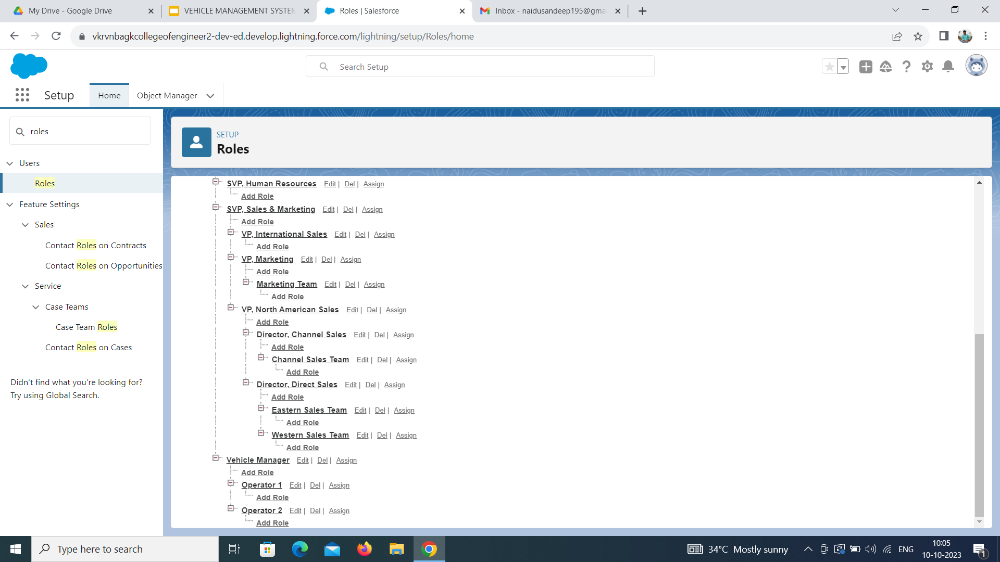 My Drive - Google Drive
VEHICLE MANAGEMENT SYSTEM
Roles | Salesforce
Inbox - naidusandeep195@gma
vkrvnbagkcollegeofengineer2-dev-ed.develop.lightning.force.com/lightning/setup/Roles/home
Search Setup
Setup
Home
Object Manager
roles
Users
Roles
Feature Settings
Sales
Contact Roles on Contracts
Contact Roles on Opportunities
Service
Case Teams
Case Team Roles
Contact Roles on Cases
Didn't find what you're looking for?
Try using Global Search.
SETUP
Roles
SVP, Human Resources Edit | Del | Assign
Add Role
SVP, Sales & Marketing Edit | Del | Assign
Add Role
VP, International Sales Edit | Del | Assign
Add Role
VP, Marketing Edit | Del | Assign
Add Role
Marketing Team Edit | Del | Assign
Add Role
VP, North American Sales Edit | Del | Assign
Add Role
Director, Channel Sales Edit | Del | Assign
Add Role
Channel Sales Team Edit | Del | Assign
Add Role
Director, Direct Sales Edit | Del | Assign
Add Role
Eastern Sales Team Edit | Del | Assign
Add Role
Western Sales Team Edit | Del | Assign
Add Role
Vehicle Manager Edit | Del | Assign
Add Role
Operator 1 Edit | Del | Assign
Add Role
Operator 2 Edit | Del | Assign
Add Role
Type here to search
34°C Mostly sunny
ENG
10:05
10-10-2023
1